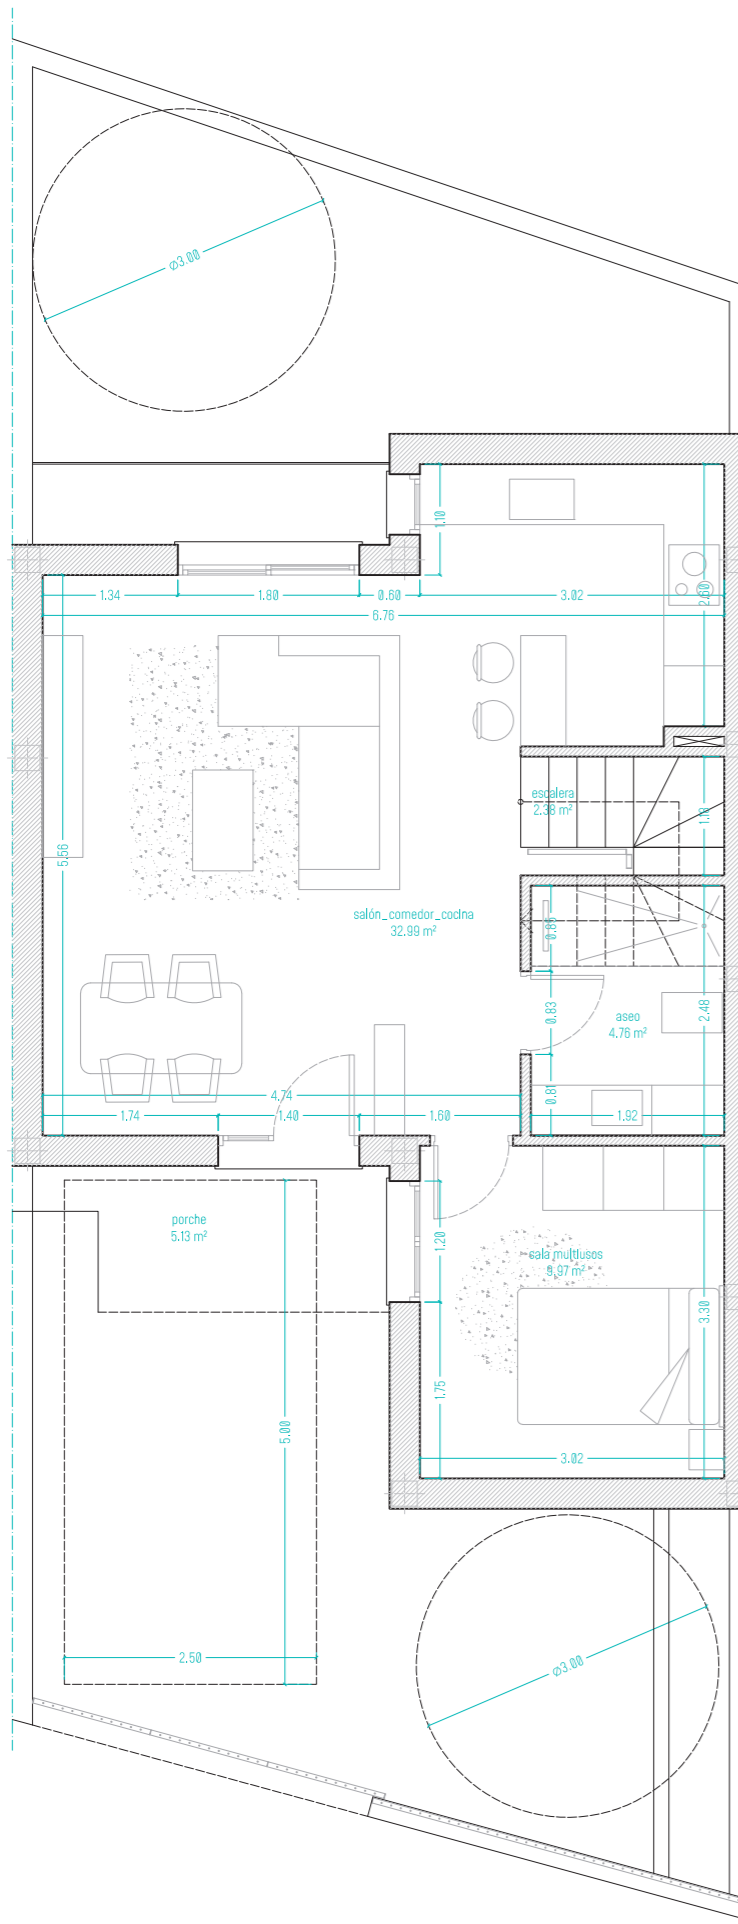 ø3.00
1.10
1.34
1.80
0.60
3.02
2.60
6.76
escalera
2.38 m²
1.18
5.56
salón_comedor_cocina
32.99 m²
0.85
0.83
aseo
4.76 m²
2.48
0.81
4.74
1.74
1.40
1.60
1.92
porche
5.13 m²
1.20
sala multiusos
9.97 m²
3.30
1.75
5.00
3.02
2.50
ø3.00